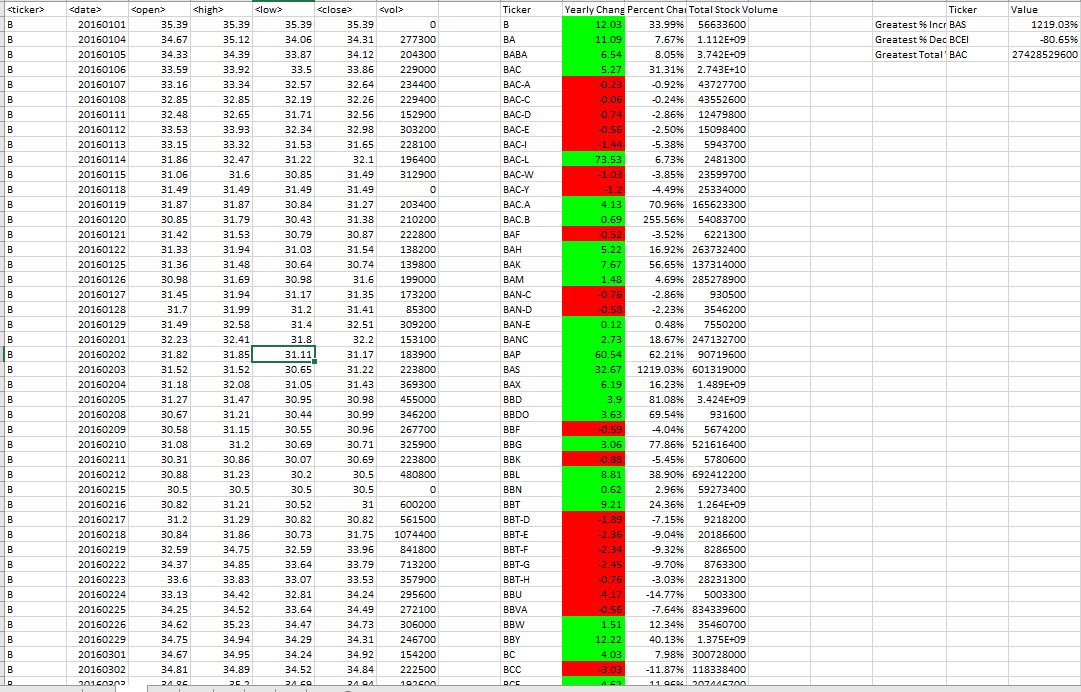 <ticker> <date> <open> <high> <low> <close> <vol> Ticker Yearly Chang Percent Chan Total Stock Volume Ticker Value
B 20160101 35.39 35.39 35.39 35.39 0 B 12.03 33.99% 56633600 Greatest % Incr BAS 1219.03%
B 20160104 34.67 35.12 34.06 34.31 277300 BA 11.09 7.67% 1.112E+09 Greatest % Dec BCEI -80.65%
B 20160105 34.33 34.39 33.87 34.12 204300 BABA 6.54 8.05% 3.742E+09 Greatest Total BAC 27428529600
B 20160106 33.59 33.92 33.5 33.86 229000 BAC 5.27 31.31% 2.743E+10
B 20160107 33.16 33.34 32.57 32.64 234400 BAC-A -0.23 -0.92% 43727700
B 20160108 32.85 32.85 32.19 32.26 229400 BAC-C -0.06 -0.24% 43552600
B 20160111 32.48 32.65 31.71 32.56 152900 BAC-D -0.74 -2.86% 12479800
B 20160112 33.53 33.93 32.34 32.98 303200 BAC-E -0.56 -2.50% 15098400
B 20160113 33.15 33.32 31.53 31.65 228100 BAC-I -1.44 -5.38% 5943700
B 20160114 31.86 32.47 31.22 32.1 196400 BAC-L 73.53 6.73% 2481300
B 20160115 31.06 31.6 30.85 31.49 312900 BAC-W -1.03 -3.85% 23599700
B 20160118 31.49 31.49 31.49 31.49 0 BAC-Y -1.2 -4.49% 25334000
B 20160119 31.87 31.87 30.84 31.27 203400 BAC.A 4.13 70.96% 165623300
B 20160120 30.85 31.79 30.43 31.38 210200 BAC.B 0.69 255.56% 54083700
B 20160121 31.42 31.53 30.79 30.87 222800 BAF -0.52 -3.52% 6221300
B 20160122 31.33 31.94 31.03 31.54 138200 BAH 5.22 16.92% 263732400
B 20160125 31.36 31.48 30.64 30.74 139800 BAK 7.67 56.65% 137314000
B 20160126 30.98 31.69 30.98 31.6 199000 BAM 1.48 4.69% 285278900
B 20160127 31.45 31.94 31.17 31.35 173200 BAN-C -0.76 -2.86% 930500
B 20160128 31.7 31.99 31.2 31.41 85300 BAN-D -0.58 -2.23% 3546200
B 20160129 31.49 32.58 31.4 32.51 309200 BAN-E 0.12 0.48% 7550200
B 20160201 32.23 32.41 31.8 32.2 153100 BANC 2.73 18.67% 247132700
B 20160202 31.82 31.85 31.11 31.17 183900 BAP 60.54 62.21% 90719600
B 20160203 31.52 31.52 30.65 31.22 223800 BAS 32.67 1219.03% 601319000
B 20160204 31.18 32.08 31.05 31.43 369300 BAX 6.19 16.23% 1.489E+09
B 20160205 31.27 31.47 30.95 30.98 455000 BBD 3.9 81.08% 3.424E+09
B 20160208 30.67 31.21 30.44 30.99 346200 BBDO 3.63 69.54% 931600
B 20160209 30.58 31.15 30.55 30.96 267700 BBF -0.59 -4.04% 5674200
B 20160210 31.08 31.2 30.69 30.71 325900 BBG 3.06 77.86% 521616400
B 20160211 30.31 30.86 30.07 30.69 223800 BBK -0.88 -5.45% 5780600
B 20160212 30.88 31.23 30.2 30.5 480800 BBL 8.81 38.90% 692412200
B 20160215 30.5 30.5 30.5 30.5 0 BBN 0.62 2.96% 59273400
B 20160216 30.82 31.21 30.52 31 600200 BBT 9.21 24.36% 1.264E+09
B 20160217 31.2 31.29 30.82 30.82 561500 BBT-D -1.89 -7.15% 9218200
B 20160218 30.84 31.86 30.73 31.75 1074400 BBT-E -2.36 -9.04% 20186600
B 20160219 32.59 34.75 32.59 33.96 841800 BBT-F -2.34 -9.32% 8286500
B 20160222 34.37 34.85 33.64 33.79 713200 BBT-G -2.45 -9.70% 8763300
B 20160223 33.6 33.83 33.07 33.53 357900 BBT-H -0.76 -3.03% 28231300
B 20160224 33.13 34.42 32.81 34.24 295600 BBU -4.17 -14.77% 5003300
B 20160225 34.25 34.52 33.64 34.49 272100 BBVA -0.56 -7.64% 834339600
B 20160226 34.62 35.23 34.47 34.73 306000 BBW 1.51 12.34% 35460700
B 20160229 34.75 34.94 34.29 34.31 246700 BBY 12.22 40.13% 1.375E+09
B 20160301 34.67 34.95 34.24 34.92 154200 BC 4.03 7.98% 300728000
B 20160302 34.81 34.89 34.52 34.84 222500 BCC -3.03 -11.87% 118338400
B 20160303 34.86 35.2 34.69 34.94 192600 BCE 4.62 11.96% 207446700